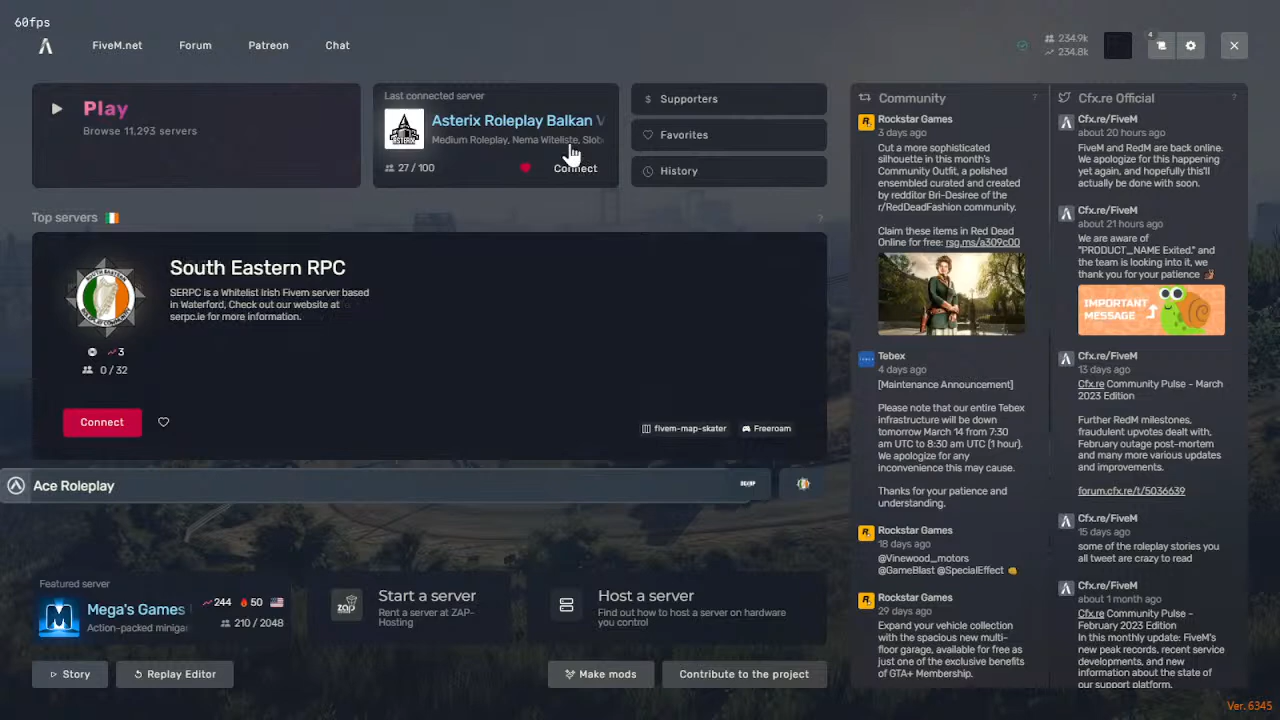 60fps
FiveM.net
Forum
Patreon
Chat
234.9k
234.8k
4
Play
Browse 11,293 servers
Last connected server
Asterix Roleplay Balkan V
Medium Roleplay, Nema Witeliste, Slob
27 / 100
Connect
Supporters
Favorites
History
Top servers
?
South Eastern RPC
SERPC is a Whitelist Irish Fivem server based
in Waterford, Check out our website at
serpc.ie for more information.
3
0 / 32
Connect
fivem-map-skater
Freeroam
Ace Roleplay
Featured server
Mega's Games
Action-packed miniga
244
50
210 / 2048
ZAP
Start a server
Rent a server at ZAP-
Hosting
Host a server
Find out how to host a server on hardware
you control
Story
Replay Editor
Make mods
Contribute to the project
Community
?
Rockstar Games
3 days ago
Cut a more sophisticated
silhouette in this month's
Community Outfit, a polished
ensembled curated and created
by redditor Bri-Desiree of the
r/RedDeadFashion community.
Claim these items in Red Dead
Online for free: rsg.ms/a309c00
Tebex
4 days ago
[Maintenance Announcement]
Please note that our entire Tebex
infrastructure will be down
tomorrow March 14 from 7:30
am UTC to 8:30 am UTC (1 hour).
We apologize for any
inconvenience this may cause.
Thanks for your patience and
understanding.
Rockstar Games
18 days ago
@Vinewood_motors
@GameBlast @SpecialEffect
Rockstar Games
29 days ago
Expand your vehicle collection
with the spacious new multi-
floor garage, available for free as
just one of the exclusive benefits
of GTA+ Membership.
Cfx.re Official
?
Cfx.re/FiveM
about 20 hours ago
FiveM and RedM are back online.
We apologize for this happening
yet again, and hopefully this'll
actually be done with soon.
Cfx.re/FiveM
about 21 hours ago
We are aware of
"PRODUCT_NAME Exited." and
the team is looking into it, we
thank you for your patience
IMPORTANT
MESSAGE
Cfx.re/FiveM
13 days ago
Cfx.re Community Pulse - March
2023 Edition
Further RedM milestones,
fraudulent upvotes dealt with,
February outage post-mortem
and many more various updates
and improvements.
forum.cfx.re/t/5036639
Cfx.re/FiveM
15 days ago
some of the roleplay stories you
all tweet are crazy to read
Cfx.re/FiveM
about 1 month ago
Cfx.re Community Pulse -
February 2023 Edition
In this monthly update: FiveM's
new peak records, recent service
developments, and new
information about the state of
our support platform.
Ver. 6345